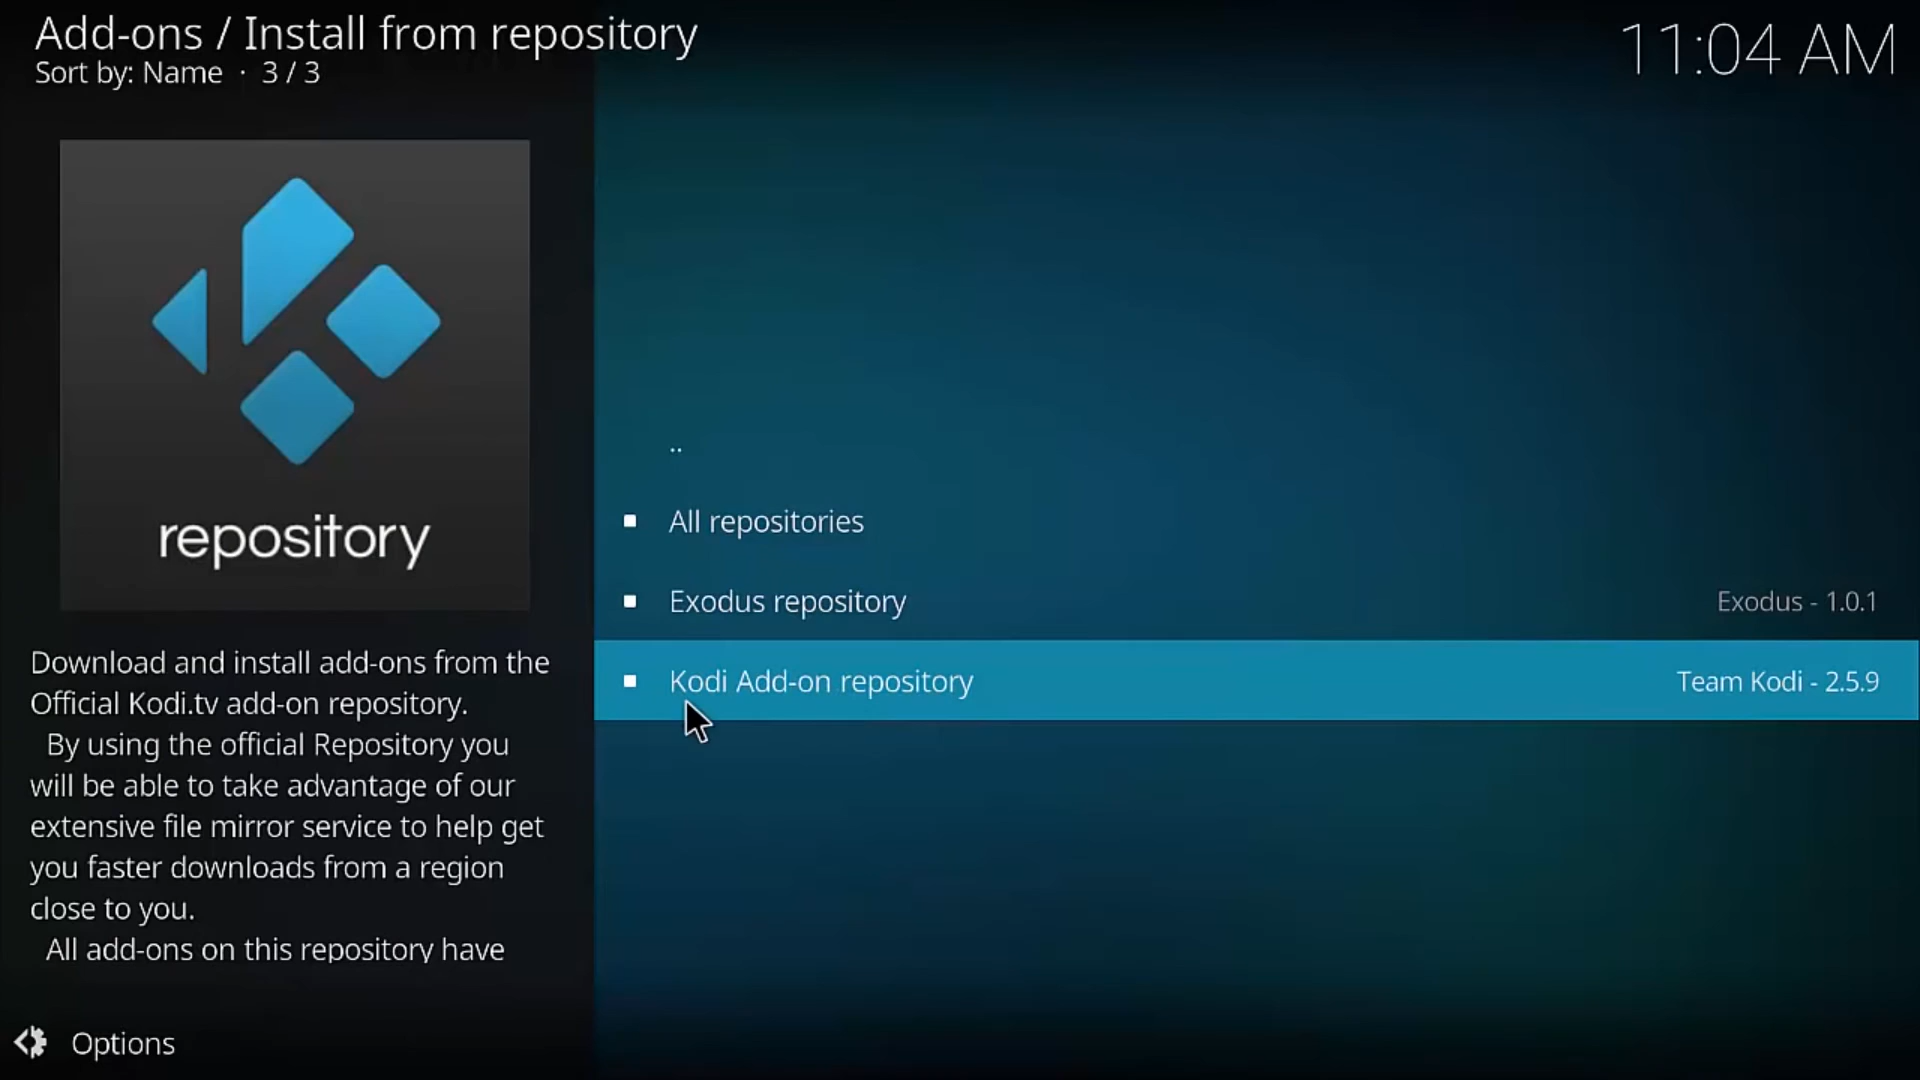 Add-ons / Install from repository
Sort by: Name · 3 / 3
11:04 AM
repository
Download and install add-ons from the
Official Kodi.tv add-on repository.
By using the official Repository you
will be able to take advantage of our
extensive file mirror service to help get
you faster downloads from a region
close to you.
All add-ons on this repository have
..
All repositories
Exodus repository
Exodus - 1.0.1
Kodi Add-on repository
Team Kodi - 2.5.9
Options